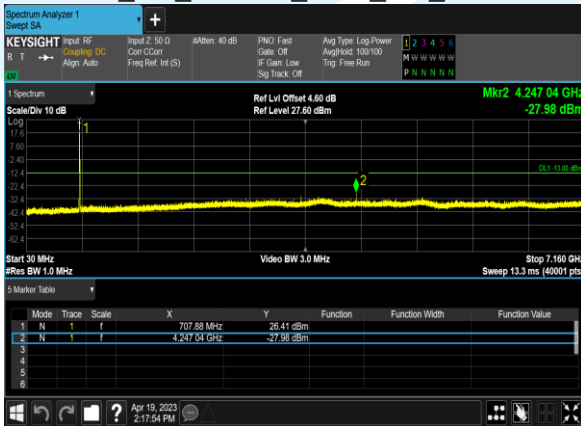 Spectrum Analyzer 1
Swept SA
KEYSIGHT
R T
Input: RF
Coupling: DC
Align: Auto
Input Z: 50 Ω
Corr CCorr
Freq Ref: Int (S)
#Atten: 40 dB
PNO: Fast
Gate: Off
IF Gain: Low
Sig Track: Off
Avg Type: Log-Power
Avg|Hold: 100/100
Trig: Free Run
1 2 3 4 5 6
M W W W W W
P N N N N N
1 Spectrum
Scale/Div 10 dB
Ref Lvl Offset 4.60 dB
Ref Level 27.60 dBm
Mkr2 4.247 04 GHz
-27.98 dBm
Log
17.6
7.60
-2.40
-12.4
-22.4
-32.4
-42.4
-52.4
-62.4
1
2
DL1 -13.00 dBm
Start 30 MHz
#Res BW 1.0 MHz
Video BW 3.0 MHz
Stop 7.160 GHz
Sweep 13.3 ms (40001 pts)
5 Marker Table
Mode Trace Scale X Y Function Function Width Function Value
1 N 1 f 707.88 MHz 26.41 dBm
2 N 1 f 4.247 04 GHz -27.98 dBm
3
4
5
6
?
Apr 19, 2023
2:17:54 PM